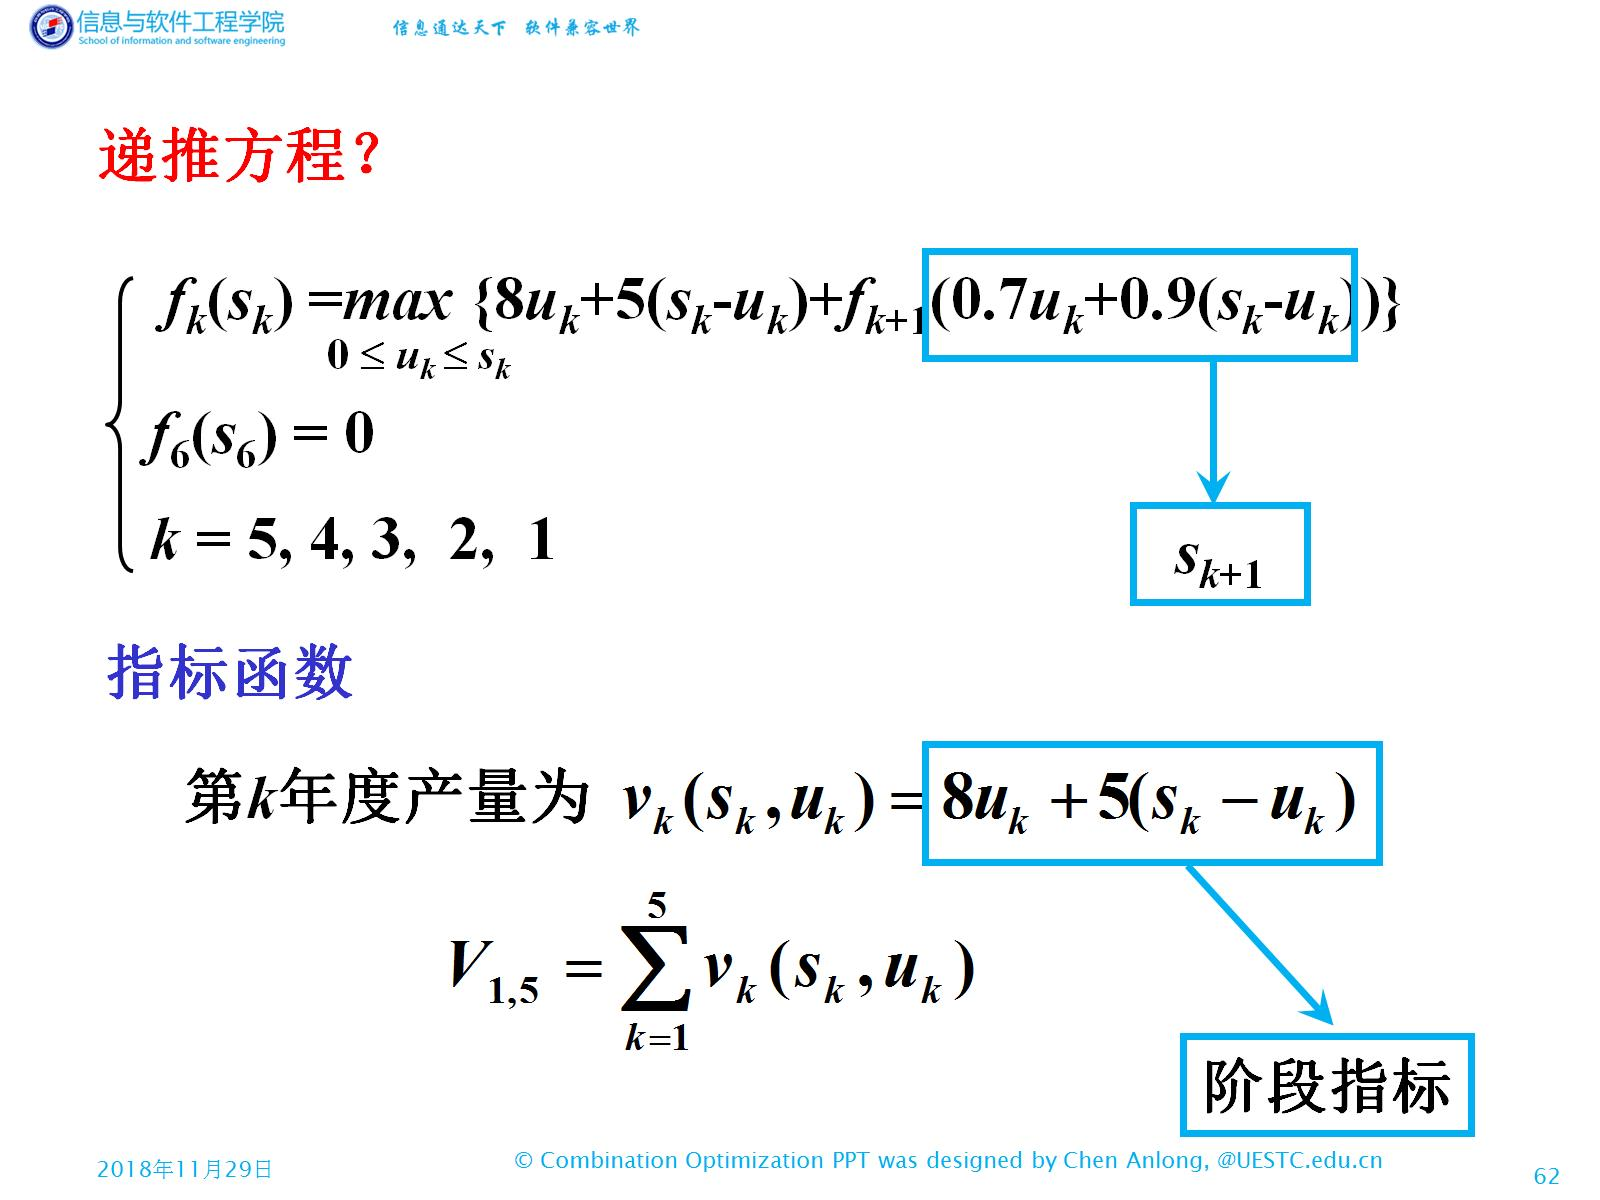 信息与软件工程学院
School of information and software engineering
信息通达天下 软件兼容世界
递推方程？
fk(sk) =max {8uk+5(sk-uk)+fk+1(0.7uk+0.9(sk-uk))}
0 ≤ uk ≤ sk
f6(s6) = 0
k = 5, 4, 3, 2, 1
sk+1
指标函数
第k年度产量为 vk(sk,uk)=8uk+5(sk−uk)
V1,5 = ∑ vk(sk,uk)
5
k=1
阶段指标
2018年11月29日
© Combination Optimization PPT was designed by Chen Anlong, @UESTC.edu.cn
62